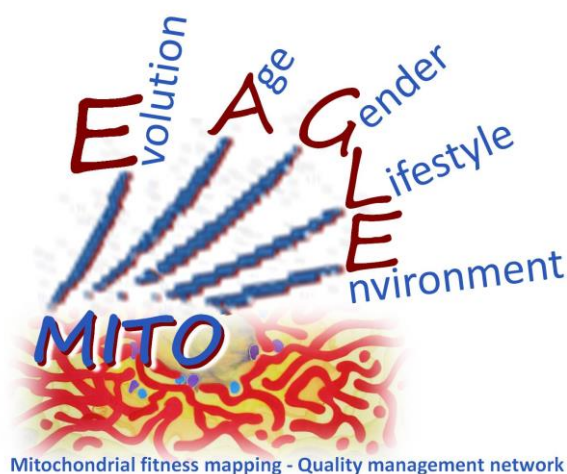 Evolution
Age
Gender
Lifestyle
Environment
MITO
Mitochondrial fitness mapping - Quality management network